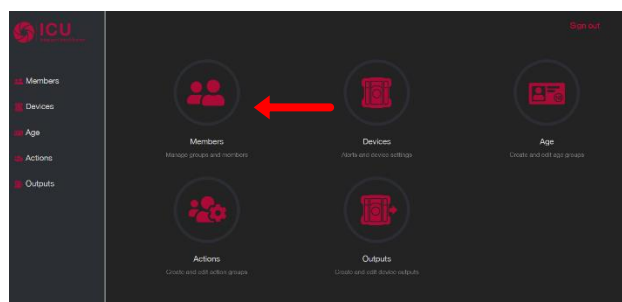 ICU
Sign out
Members
Devices
Age
Actions
Outputs
Members
Manage groups and members
Devices
Alerts and device settings
Age
Create and edit age groups
Actions
Create and edit action groups
Outputs
Create and edit device outputs